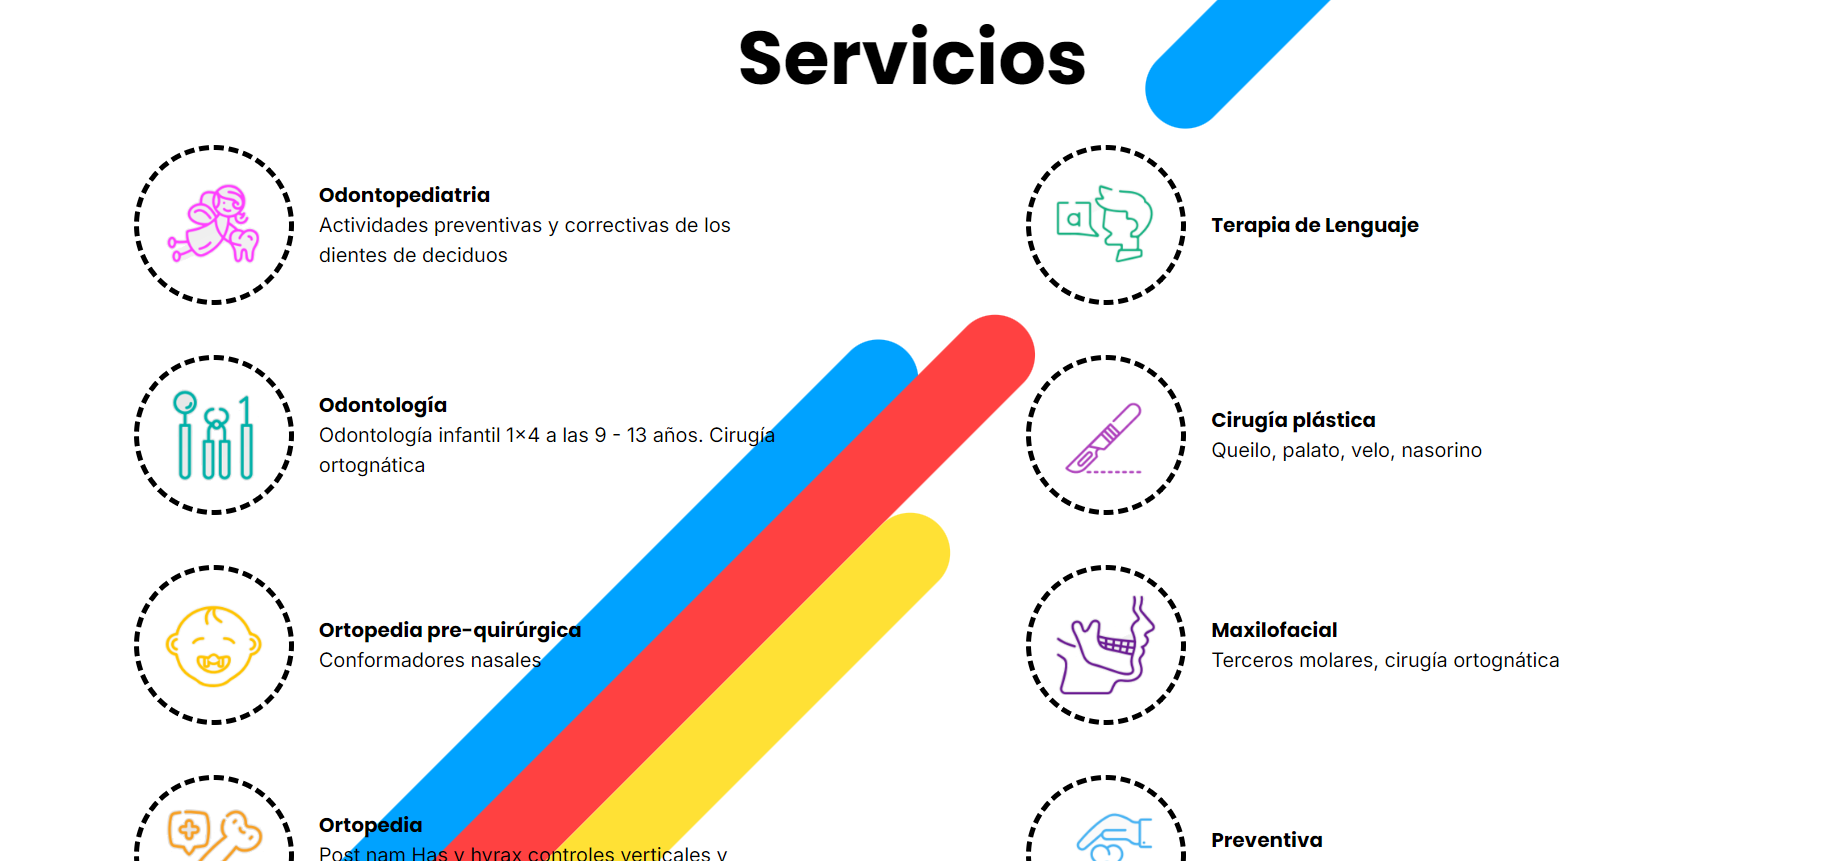 Servicios
Odontopediatria
Actividades preventivas y correctivas de los
dientes de deciduos
Terapia de Lenguaje
a
Odontología
Odontología infantil 1×4 a las 9 - 13 años. Cirugía
ortognática
Cirugía plástica
Queilo, palato, velo, nasorino
Ortopedia pre-quirúrgica
Conformadores nasales
Maxilofacial
Terceros molares, cirugía ortognática
Ortopedia
Post nam Has y hyrax controles verticales y
Preventiva